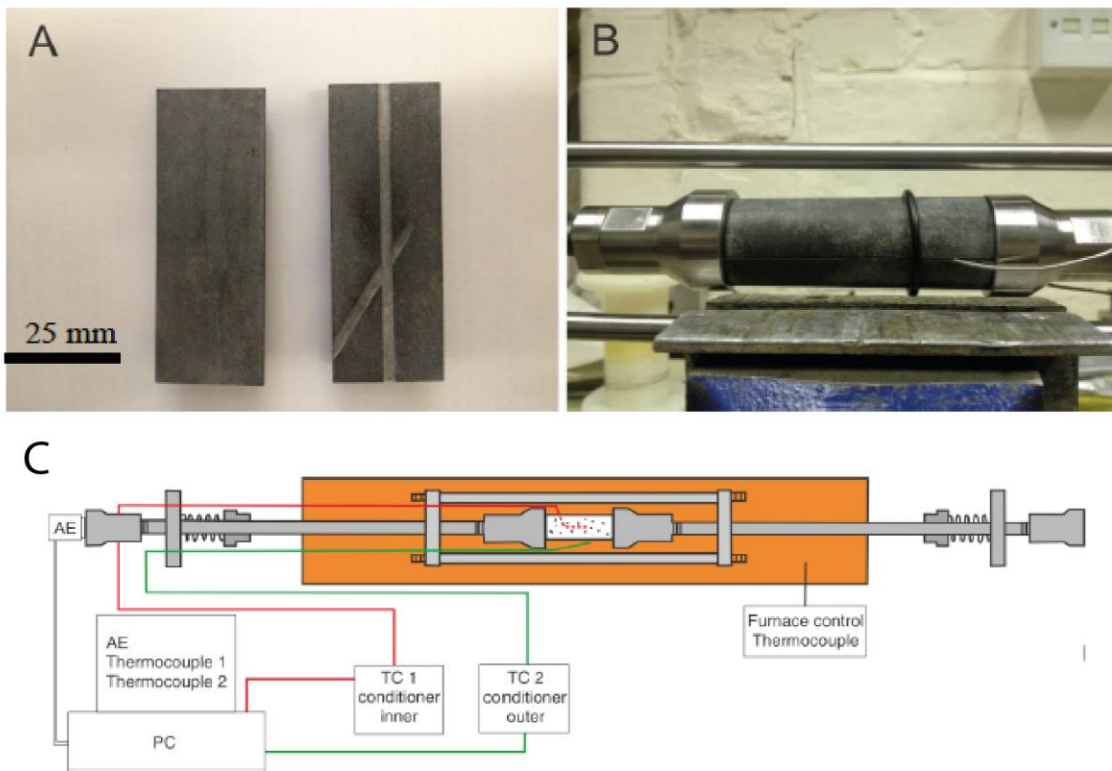 A
B
25 mm
C
AE
Furnace control
Thermocouple
AE
Thermocouple 1
Thermocouple 2
TC 1
conditioner
inner
TC 2
conditioner
outer
PC